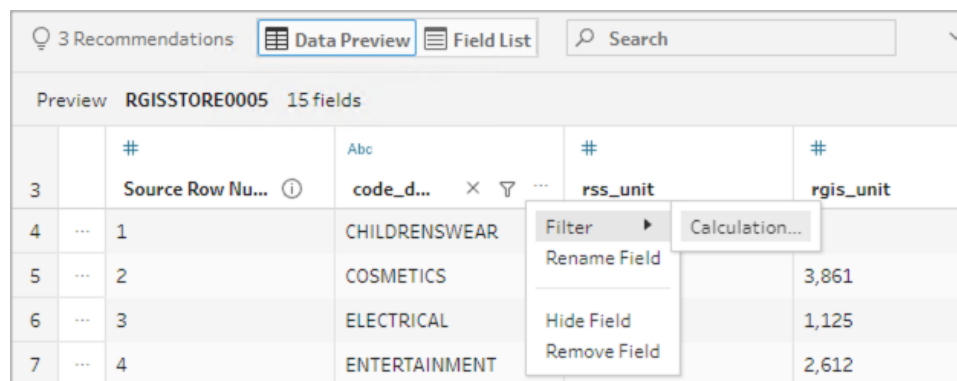 3 Recommendations Data Preview Field List Search
Preview RGISSTORE0005 15 fields
# Abc # #
3 Source Row Nu... code_d... ... rss_unit rgis_unit
4 ... 1 CHILDRENSWEAR Filter Calculation...
Rename Field
5 ... 2 COSMETICS 3,861
6 ... 3 ELECTRICAL Hide Field 1,125
Remove Field
7 ... 4 ENTERTAINMENT 2,612